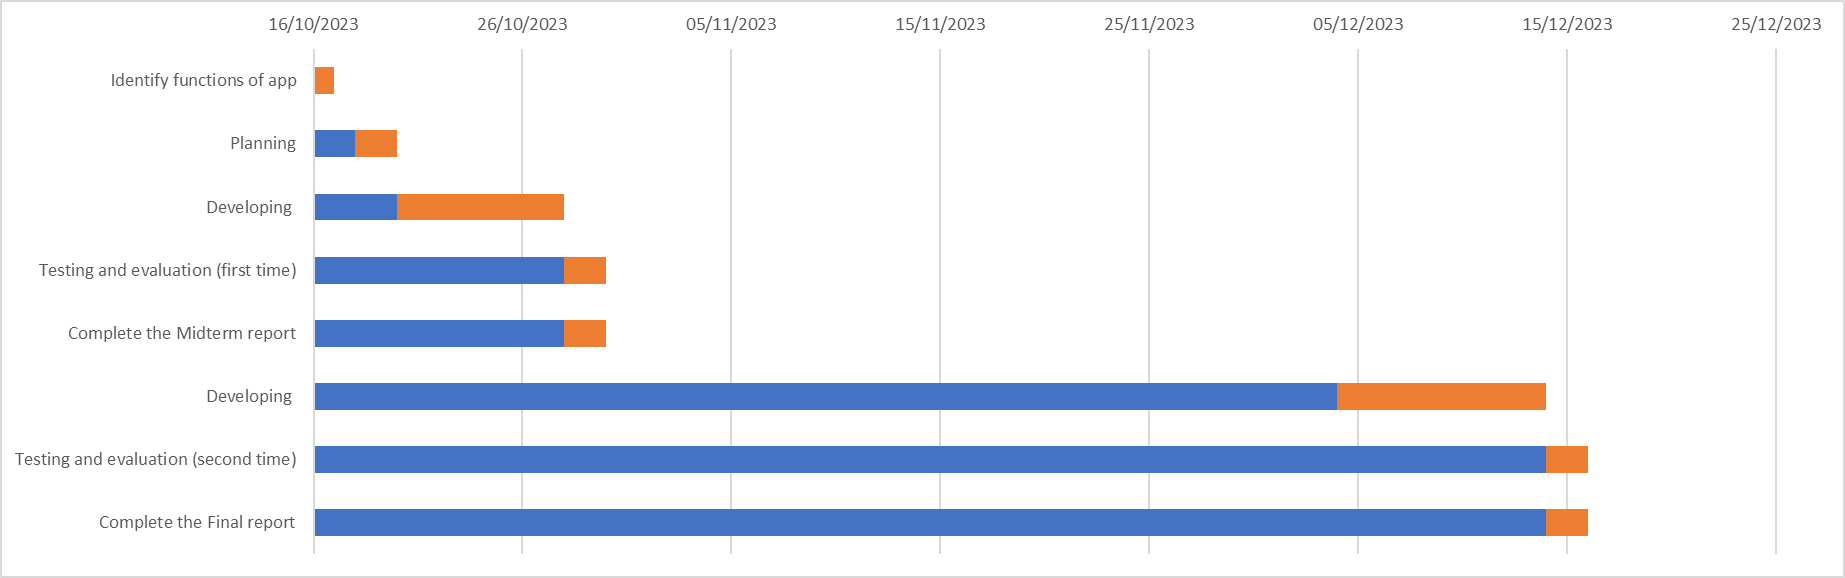 16/10/2023 26/10/2023 05/11/2023 15/11/2023 25/11/2023 05/12/2023 15/12/2023 25/12/2023
Identify functions of app
Planning
Developing
Testing and evaluation (first time)
Complete the Midterm report
Developing
Testing and evaluation (second time)
Complete the Final report